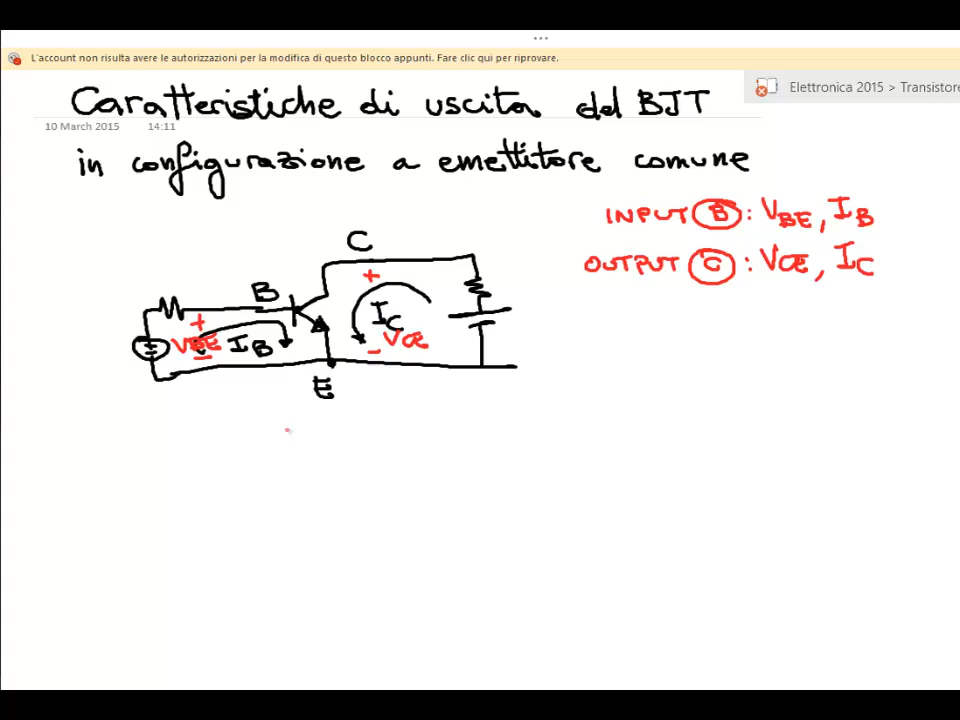 L'account non risulta avere le autorizzazioni per la modifica di questo blocco appunti. Fare clic qui per riprovare.
Elettronica 2015 > Transistore
Caratteristiche di uscita del BJT
10 March 2015 14:11
in configurazione a emettitore comune
INPUT B : VBE, IB
OUTPUT C : VCE, IC
C
B
+
+
IC
VBE
IB
VCE
-
-
E